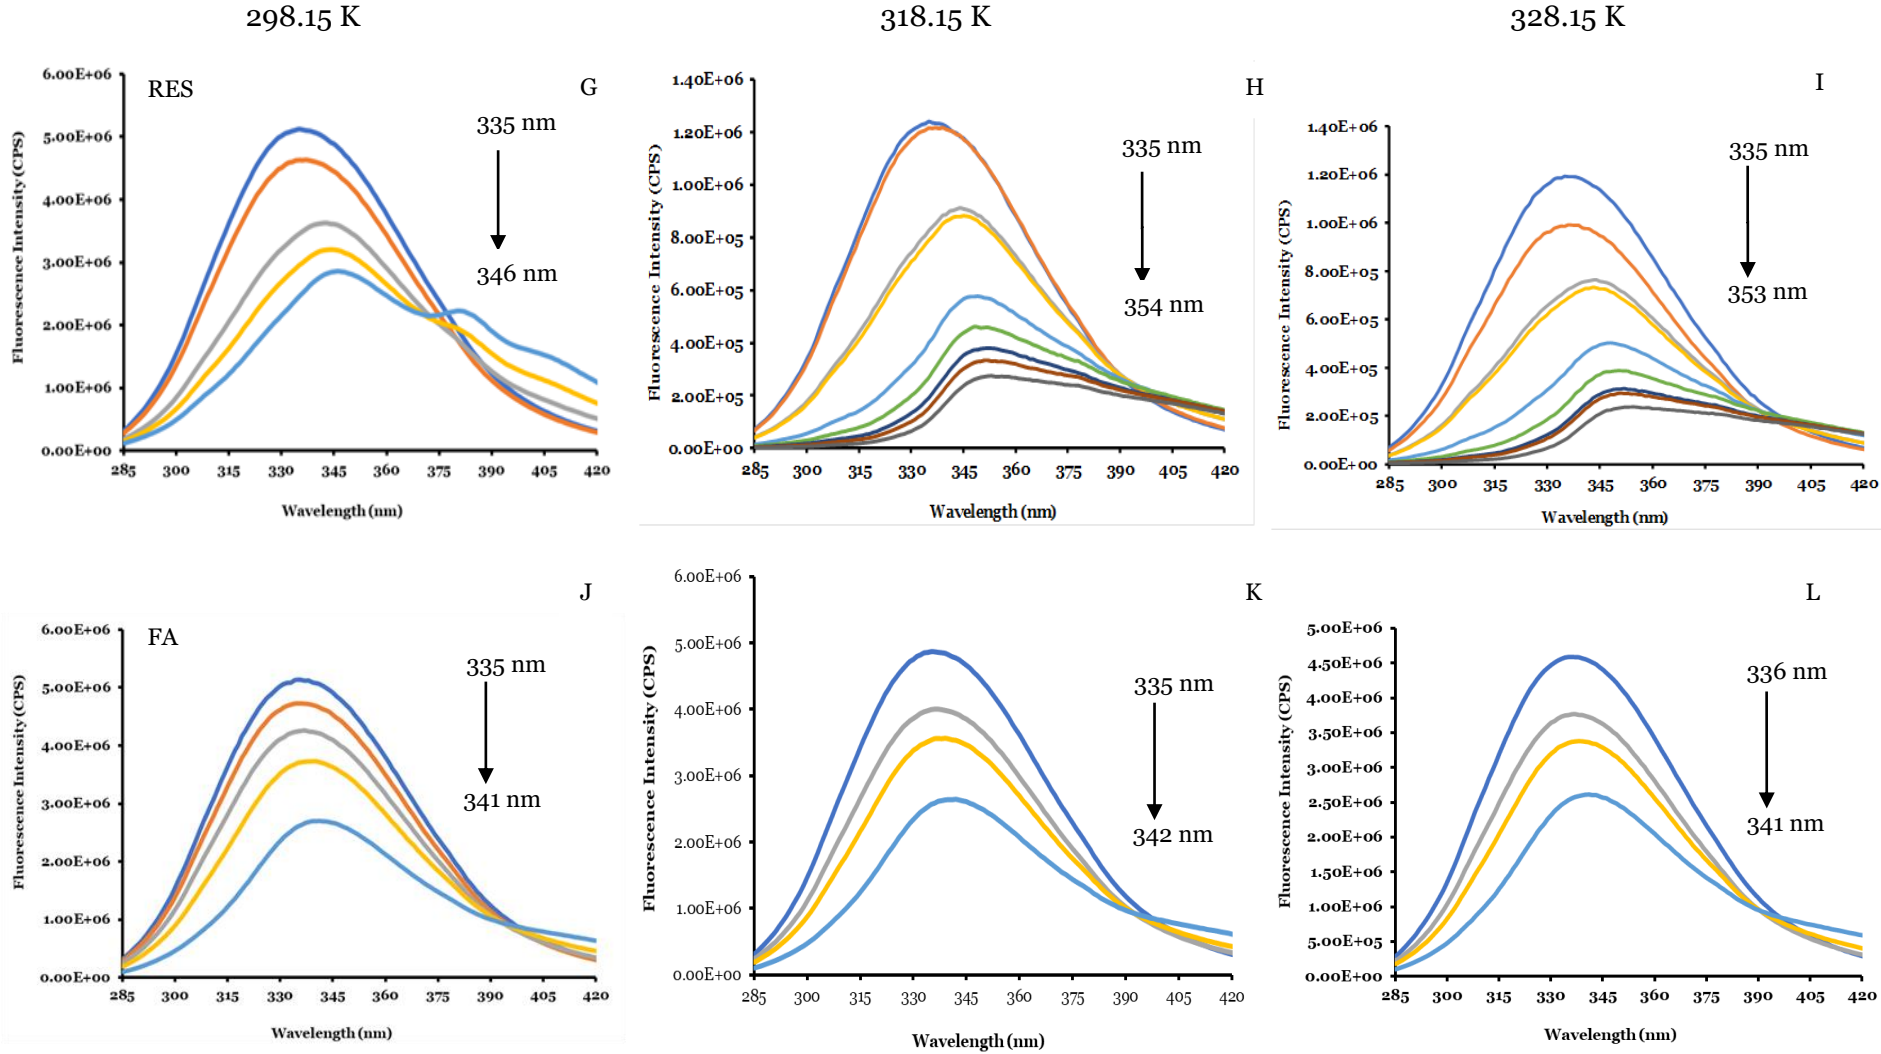 298.15 K
318.15 K
328.15 K
RES
G
335 nm
346 nm
6.00E+06
5.00E+06
4.00E+06
3.00E+06
2.00E+06
1.00E+06
0.00E+00
285 300 315 330 345 360 375 390 405 420
Fluorescence Intensity (CPS)
Wavelength (nm)
H
335 nm
354 nm
1.40E+06
1.20E+06
1.00E+06
8.00E+05
6.00E+05
4.00E+05
2.00E+05
0.00E+00
285 300 315 330 345 360 375 390 405 420
Fluorescence Intensity (CPS)
Wavelength (nm)
I
335 nm
353 nm
1.40E+06
1.20E+06
1.00E+06
8.00E+05
6.00E+05
4.00E+05
2.00E+05
0.00E+00
285 300 315 330 345 360 375 390 405 420
Fluorescence Intensity (CPS)
Wavelength (nm)
J
FA
335 nm
341 nm
6.00E+06
5.00E+06
4.00E+06
3.00E+06
2.00E+06
1.00E+06
0.00E+00
285 300 315 330 345 360 375 390 405 420
Fluorescence Intensity (CPS)
Wavelength (nm)
K
335 nm
342 nm
6.00E+06
5.00E+06
4.00E+06
3.00E+06
2.00E+06
1.00E+06
0.00E+00
285 300 315 330 345 360 375 390 405 420
Fluorescence Intensity (CPS)
Wavelength (nm)
L
336 nm
341 nm
5.00E+06
4.50E+06
4.00E+06
3.50E+06
3.00E+06
2.50E+06
2.00E+06
1.50E+06
1.00E+06
5.00E+05
0.00E+00
285 300 315 330 345 360 375 390 405 420
Fluorescence Intensity (CPS)
Wavelength (nm)